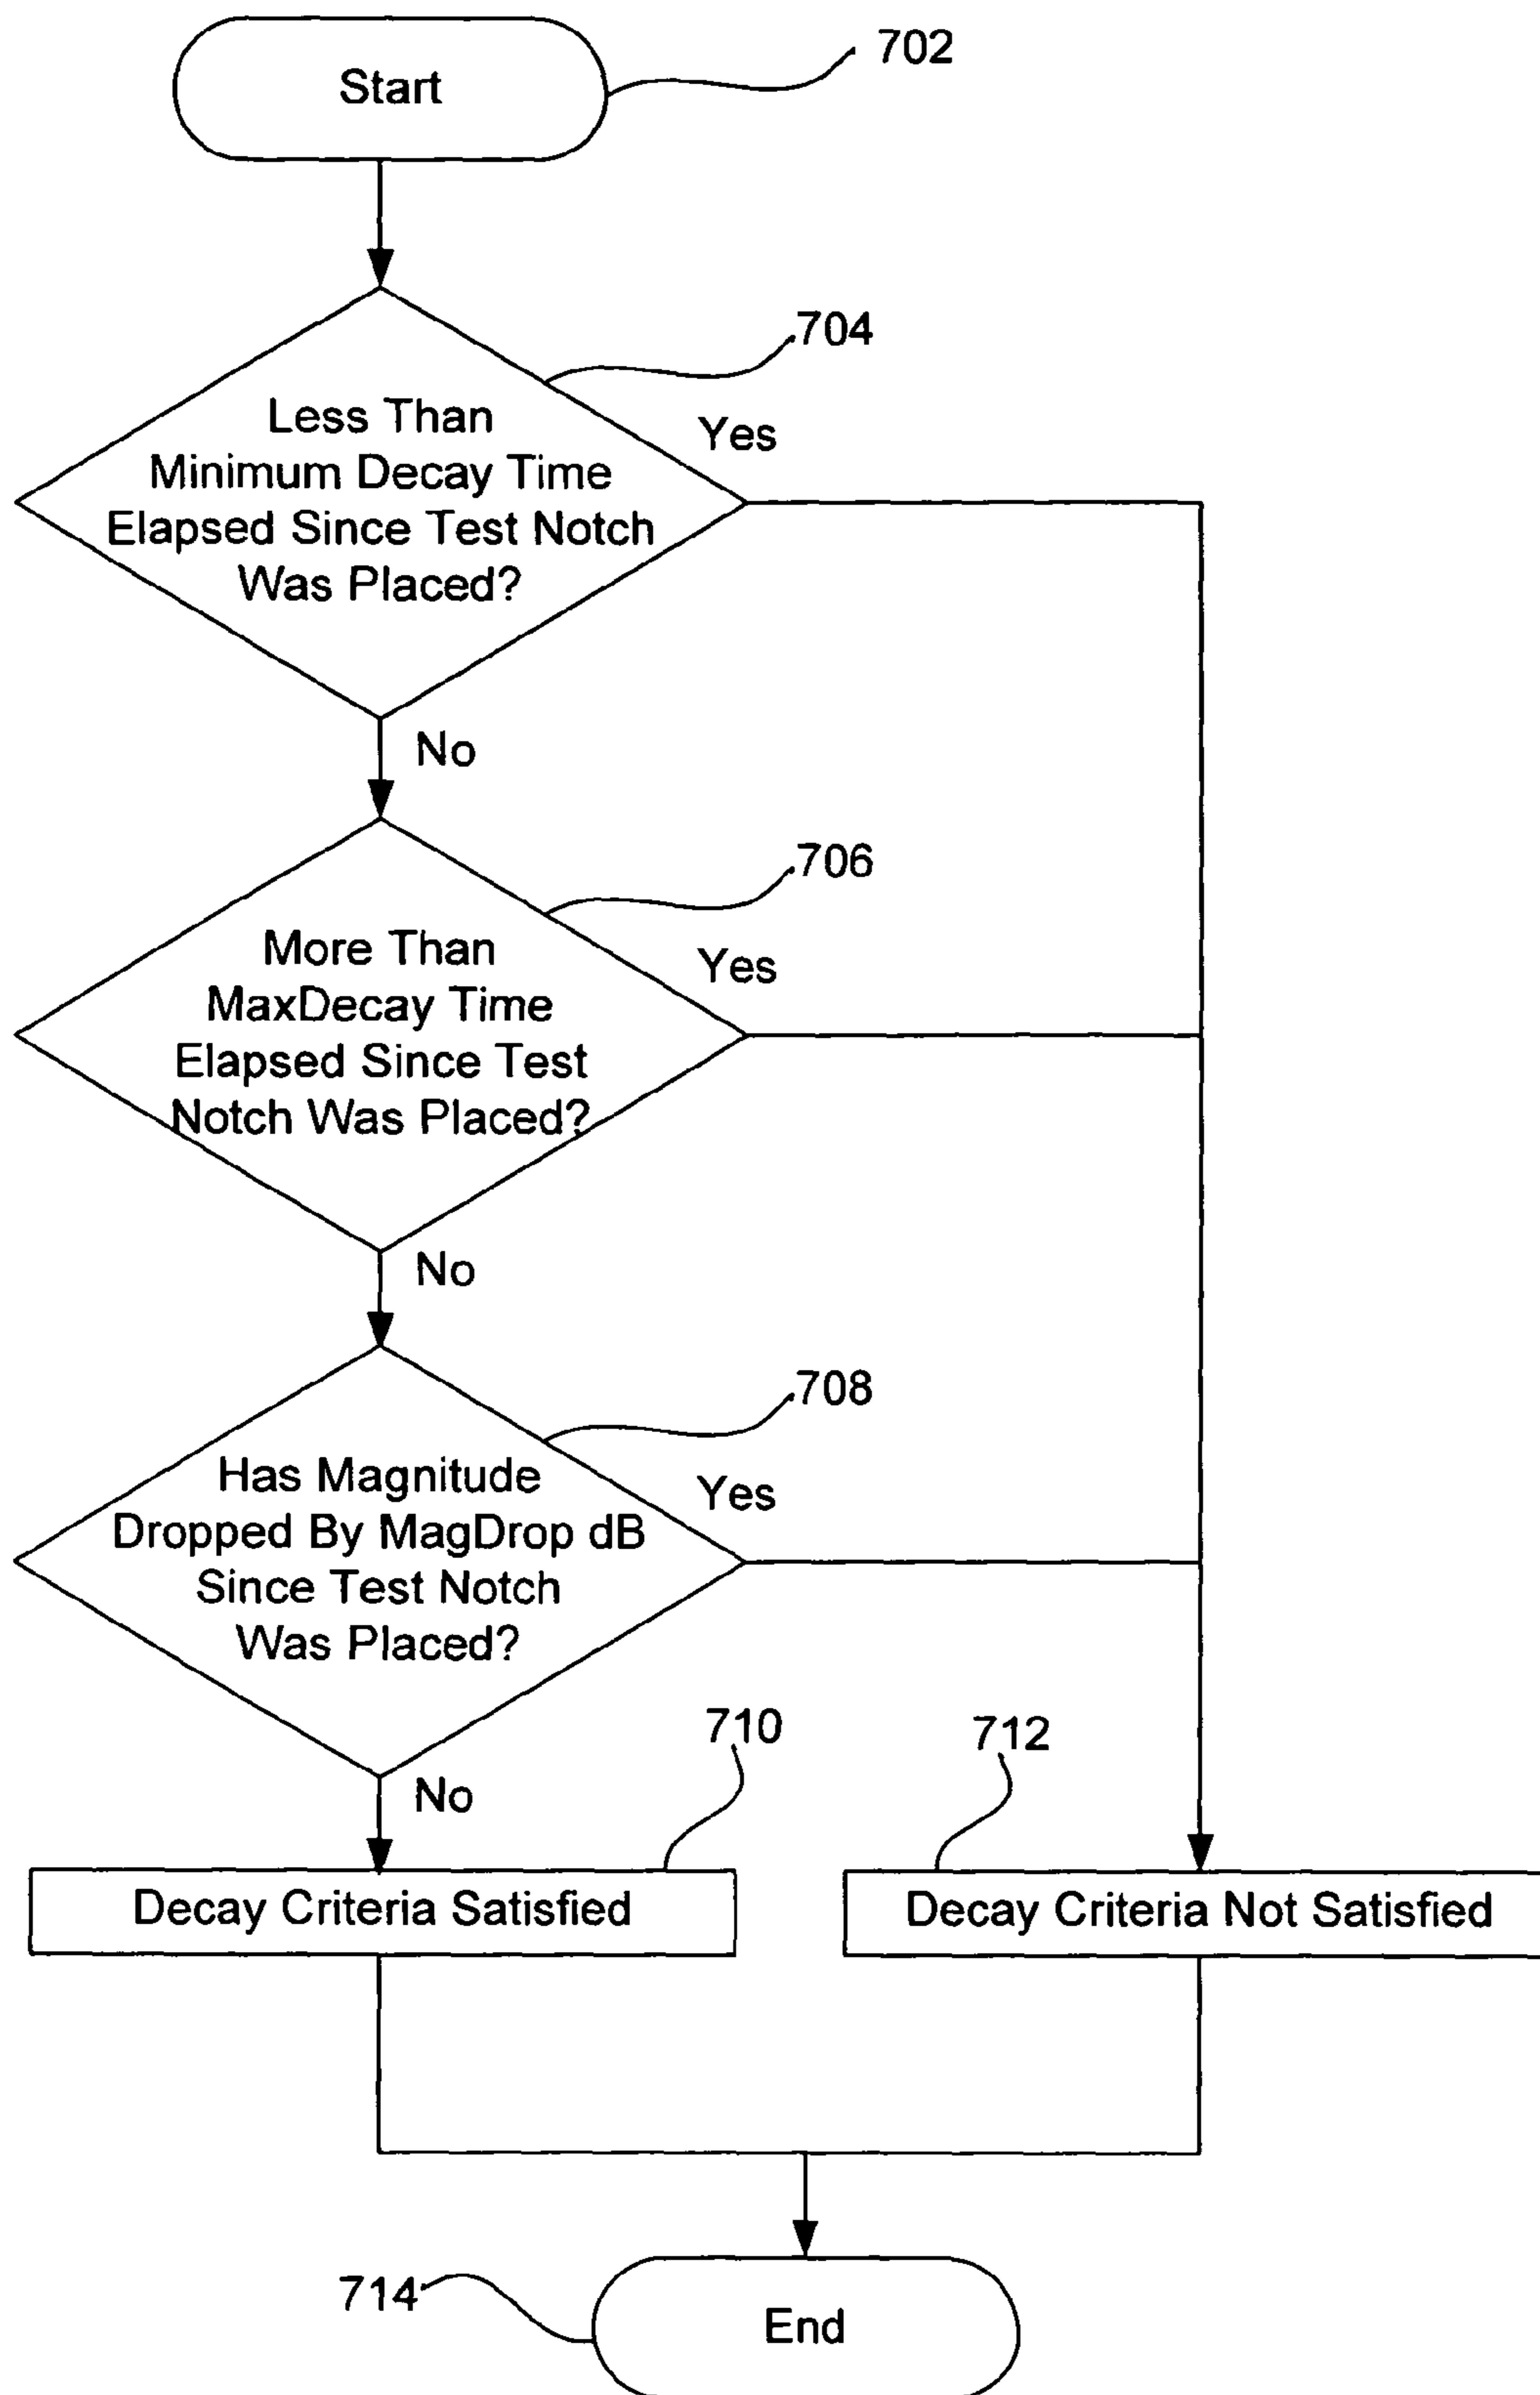 Start
702
704
Less Than
Minimum Decay Time
Elapsed Since Test Notch
Was Placed?
Yes
No
706
More Than
MaxDecay Time
Elapsed Since Test
Notch Was Placed?
Yes
No
708
Has Magnitude
Dropped By MagDrop dB
Since Test Notch
Was Placed?
Yes
No
710
712
Decay Criteria Satisfied
Decay Criteria Not Satisfied
714
End